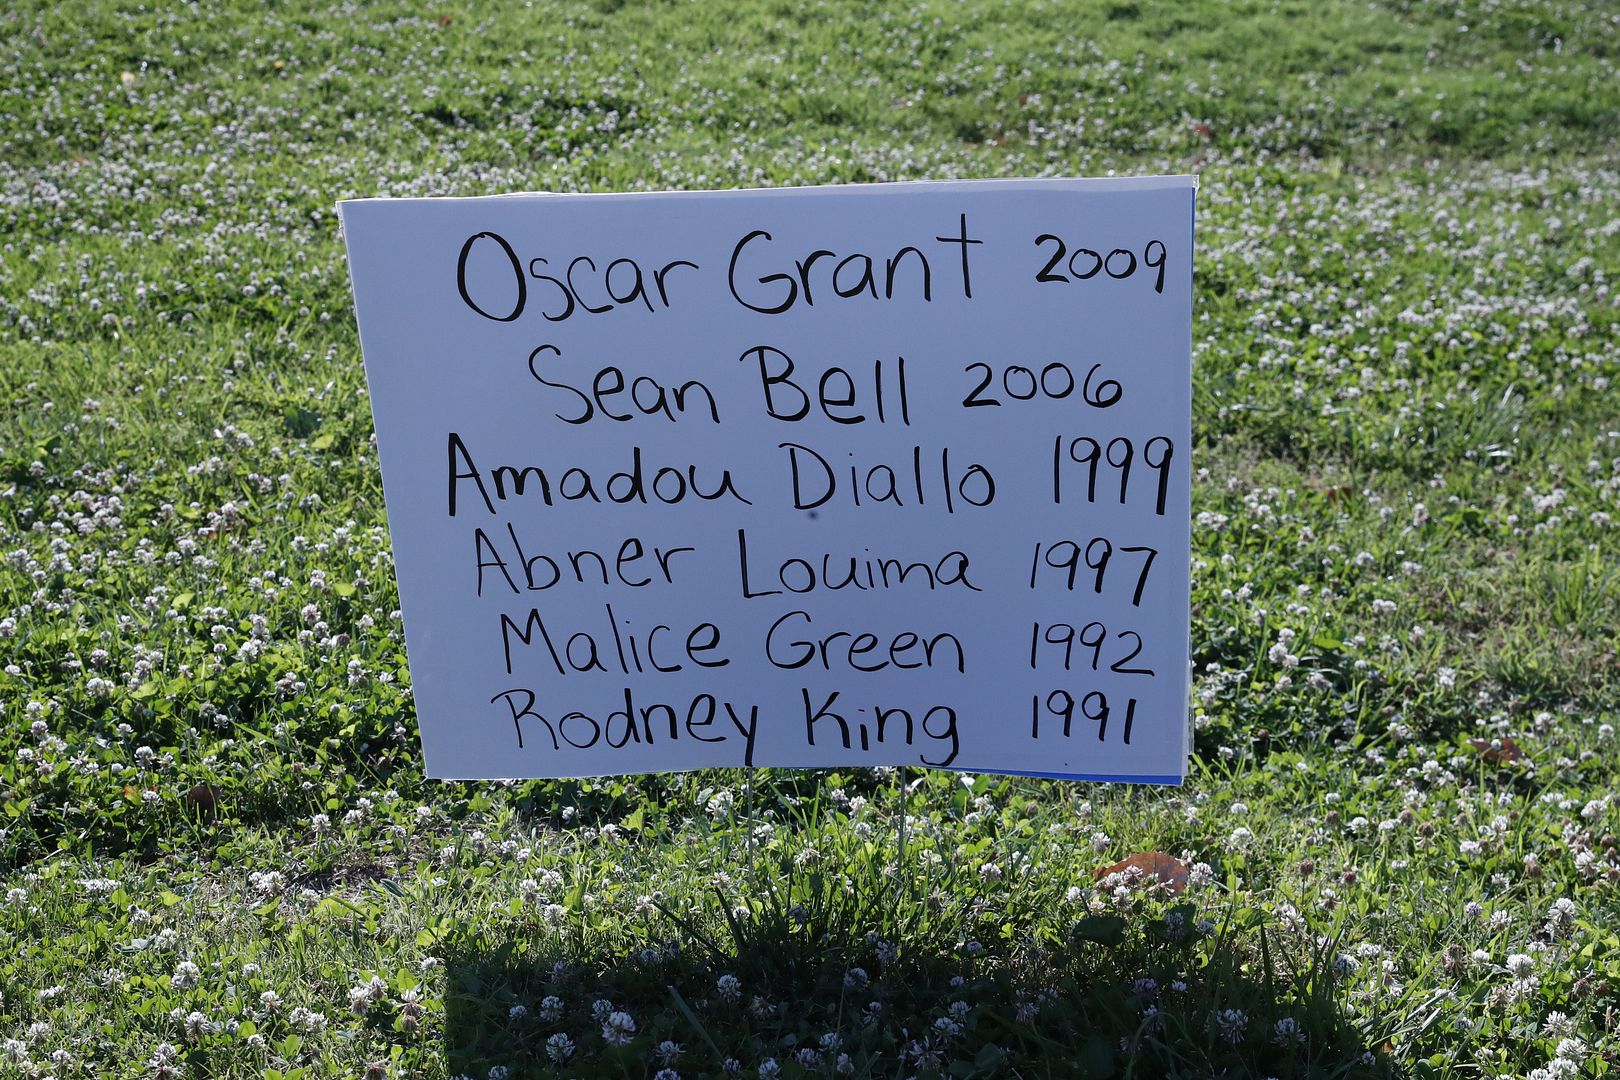 Oscar Grant 2009
Sean Bell 2006
Amadou Diallo 1999
Abner Louima 1997
Malice Green 1992
Rodney King 1991